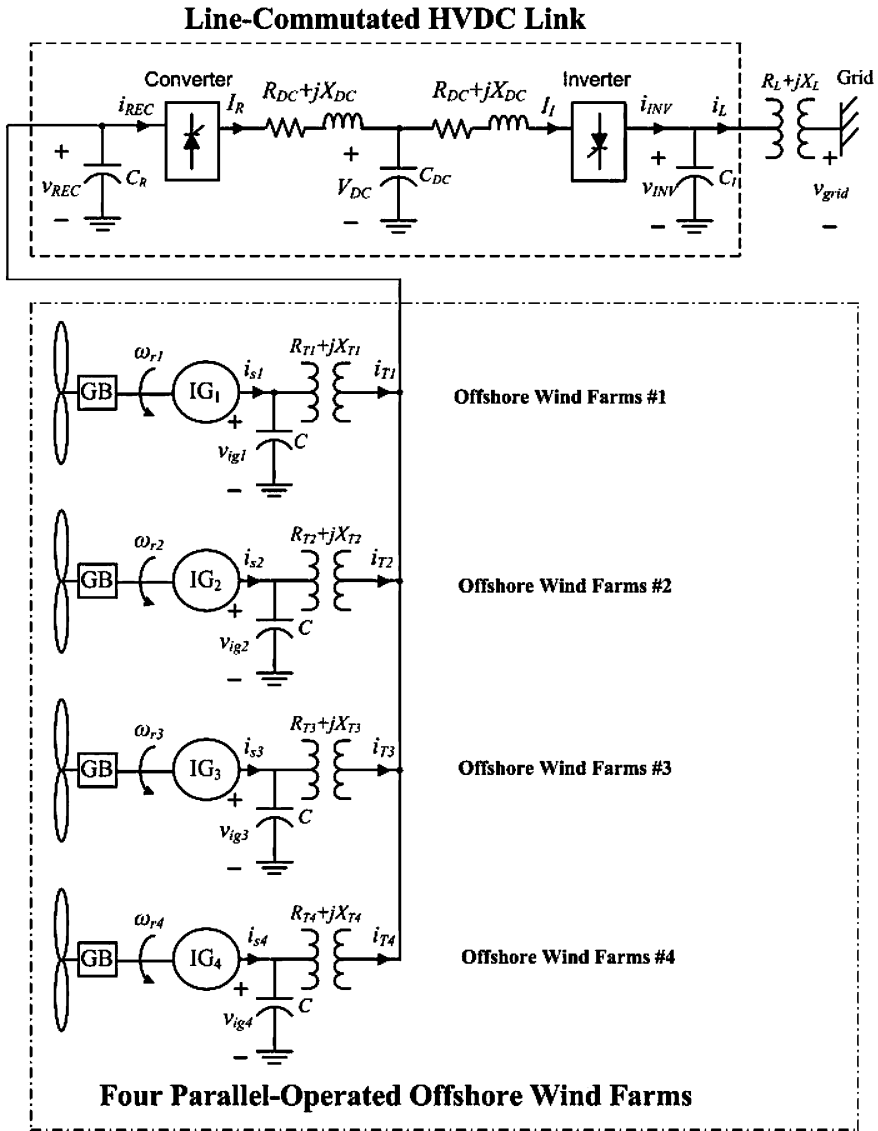 Line-Commutated HVDC Link
Converter
Inverter
Grid
i_REC
I_R
R_DC+jX_DC
R_DC+jX_DC
I_I
i_INV
i_L
R_L+jX_L
+
v_REC
−
C_R
+
V_DC
−
C_DC
+
v_INV
−
C_I
+
v_grid
−
ω_r1
GB
IG_1
i_s1
R_T1+jX_T1
i_T1
+
v_ig1
−
C
Offshore Wind Farms #1
ω_r2
GB
IG_2
i_s2
R_T2+jX_T2
i_T2
+
v_ig2
−
C
Offshore Wind Farms #2
ω_r3
GB
IG_3
i_s3
R_T3+jX_T3
i_T3
+
v_ig3
−
C
Offshore Wind Farms #3
ω_r4
GB
IG_4
i_s4
R_T4+jX_T4
i_T4
+
v_ig4
−
C
Offshore Wind Farms #4
Four Parallel-Operated Offshore Wind Farms